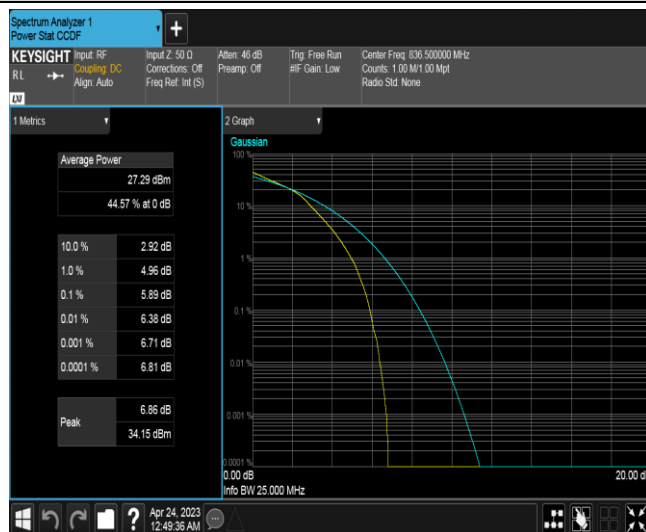 Spectrum Analyzer 1
Power Stat CCDF
+
KEYSIGHT
RL
Input: RF
Coupling: DC
Align: Auto
Input Z: 50 Ω
Corrections: Off
Freq Ref: Int (S)
Atten: 46 dB
Preamp: Off
Trig: Free Run
#IF Gain: Low
Center Freq: 836.500000 MHz
Counts: 1.00 M/1.00 Mpt
Radio Std: None
LXI
1 Metrics
Average Power
27.29 dBm
44.57 % at 0 dB
10.0 % 2.92 dB
1.0 % 4.96 dB
0.1 % 5.89 dB
0.01 % 6.38 dB
0.001 % 6.71 dB
0.0001 % 6.81 dB
Peak
6.86 dB
34.15 dBm
2 Graph
Gaussian
100 %
10 %
1 %
0.1 %
0.01 %
0.001 %
0.0001 %
0.00 dB
20.00 d
Info BW 25.000 MHz
?
Apr 24, 2023
12:49:36 AM